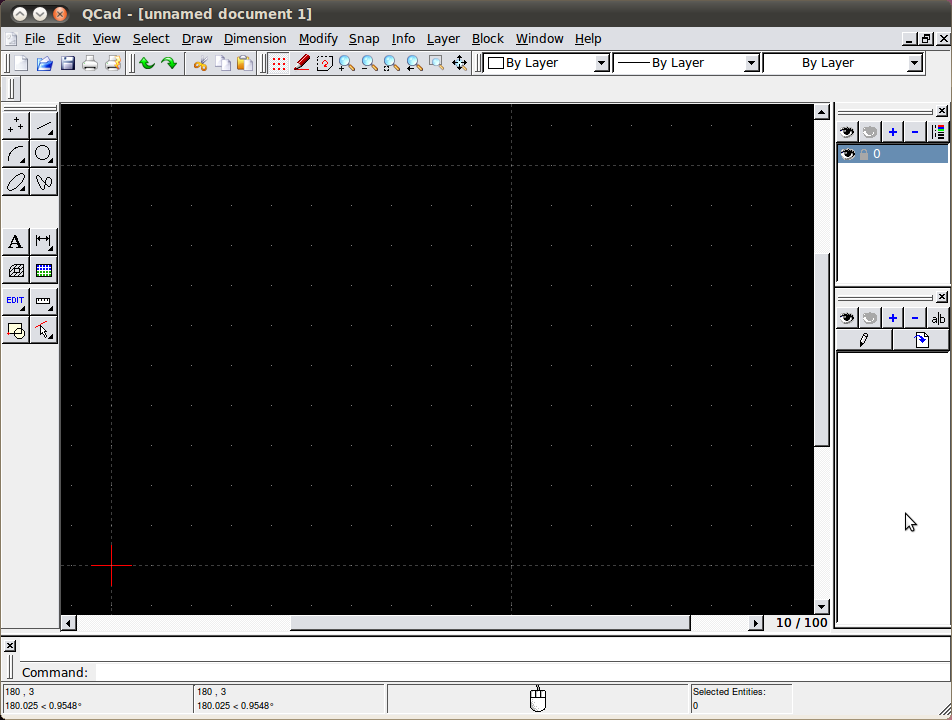 QCad - [unnamed document 1]
File Edit View Select Draw Dimension Modify Snap Info Layer Block Window Help
By Layer By Layer By Layer
0
A
EDIT
a|b
10 / 100
Command:
180 , 3 180 , 3 Selected Entities:
180.025 < 0.9548° 180.025 < 0.9548° 0